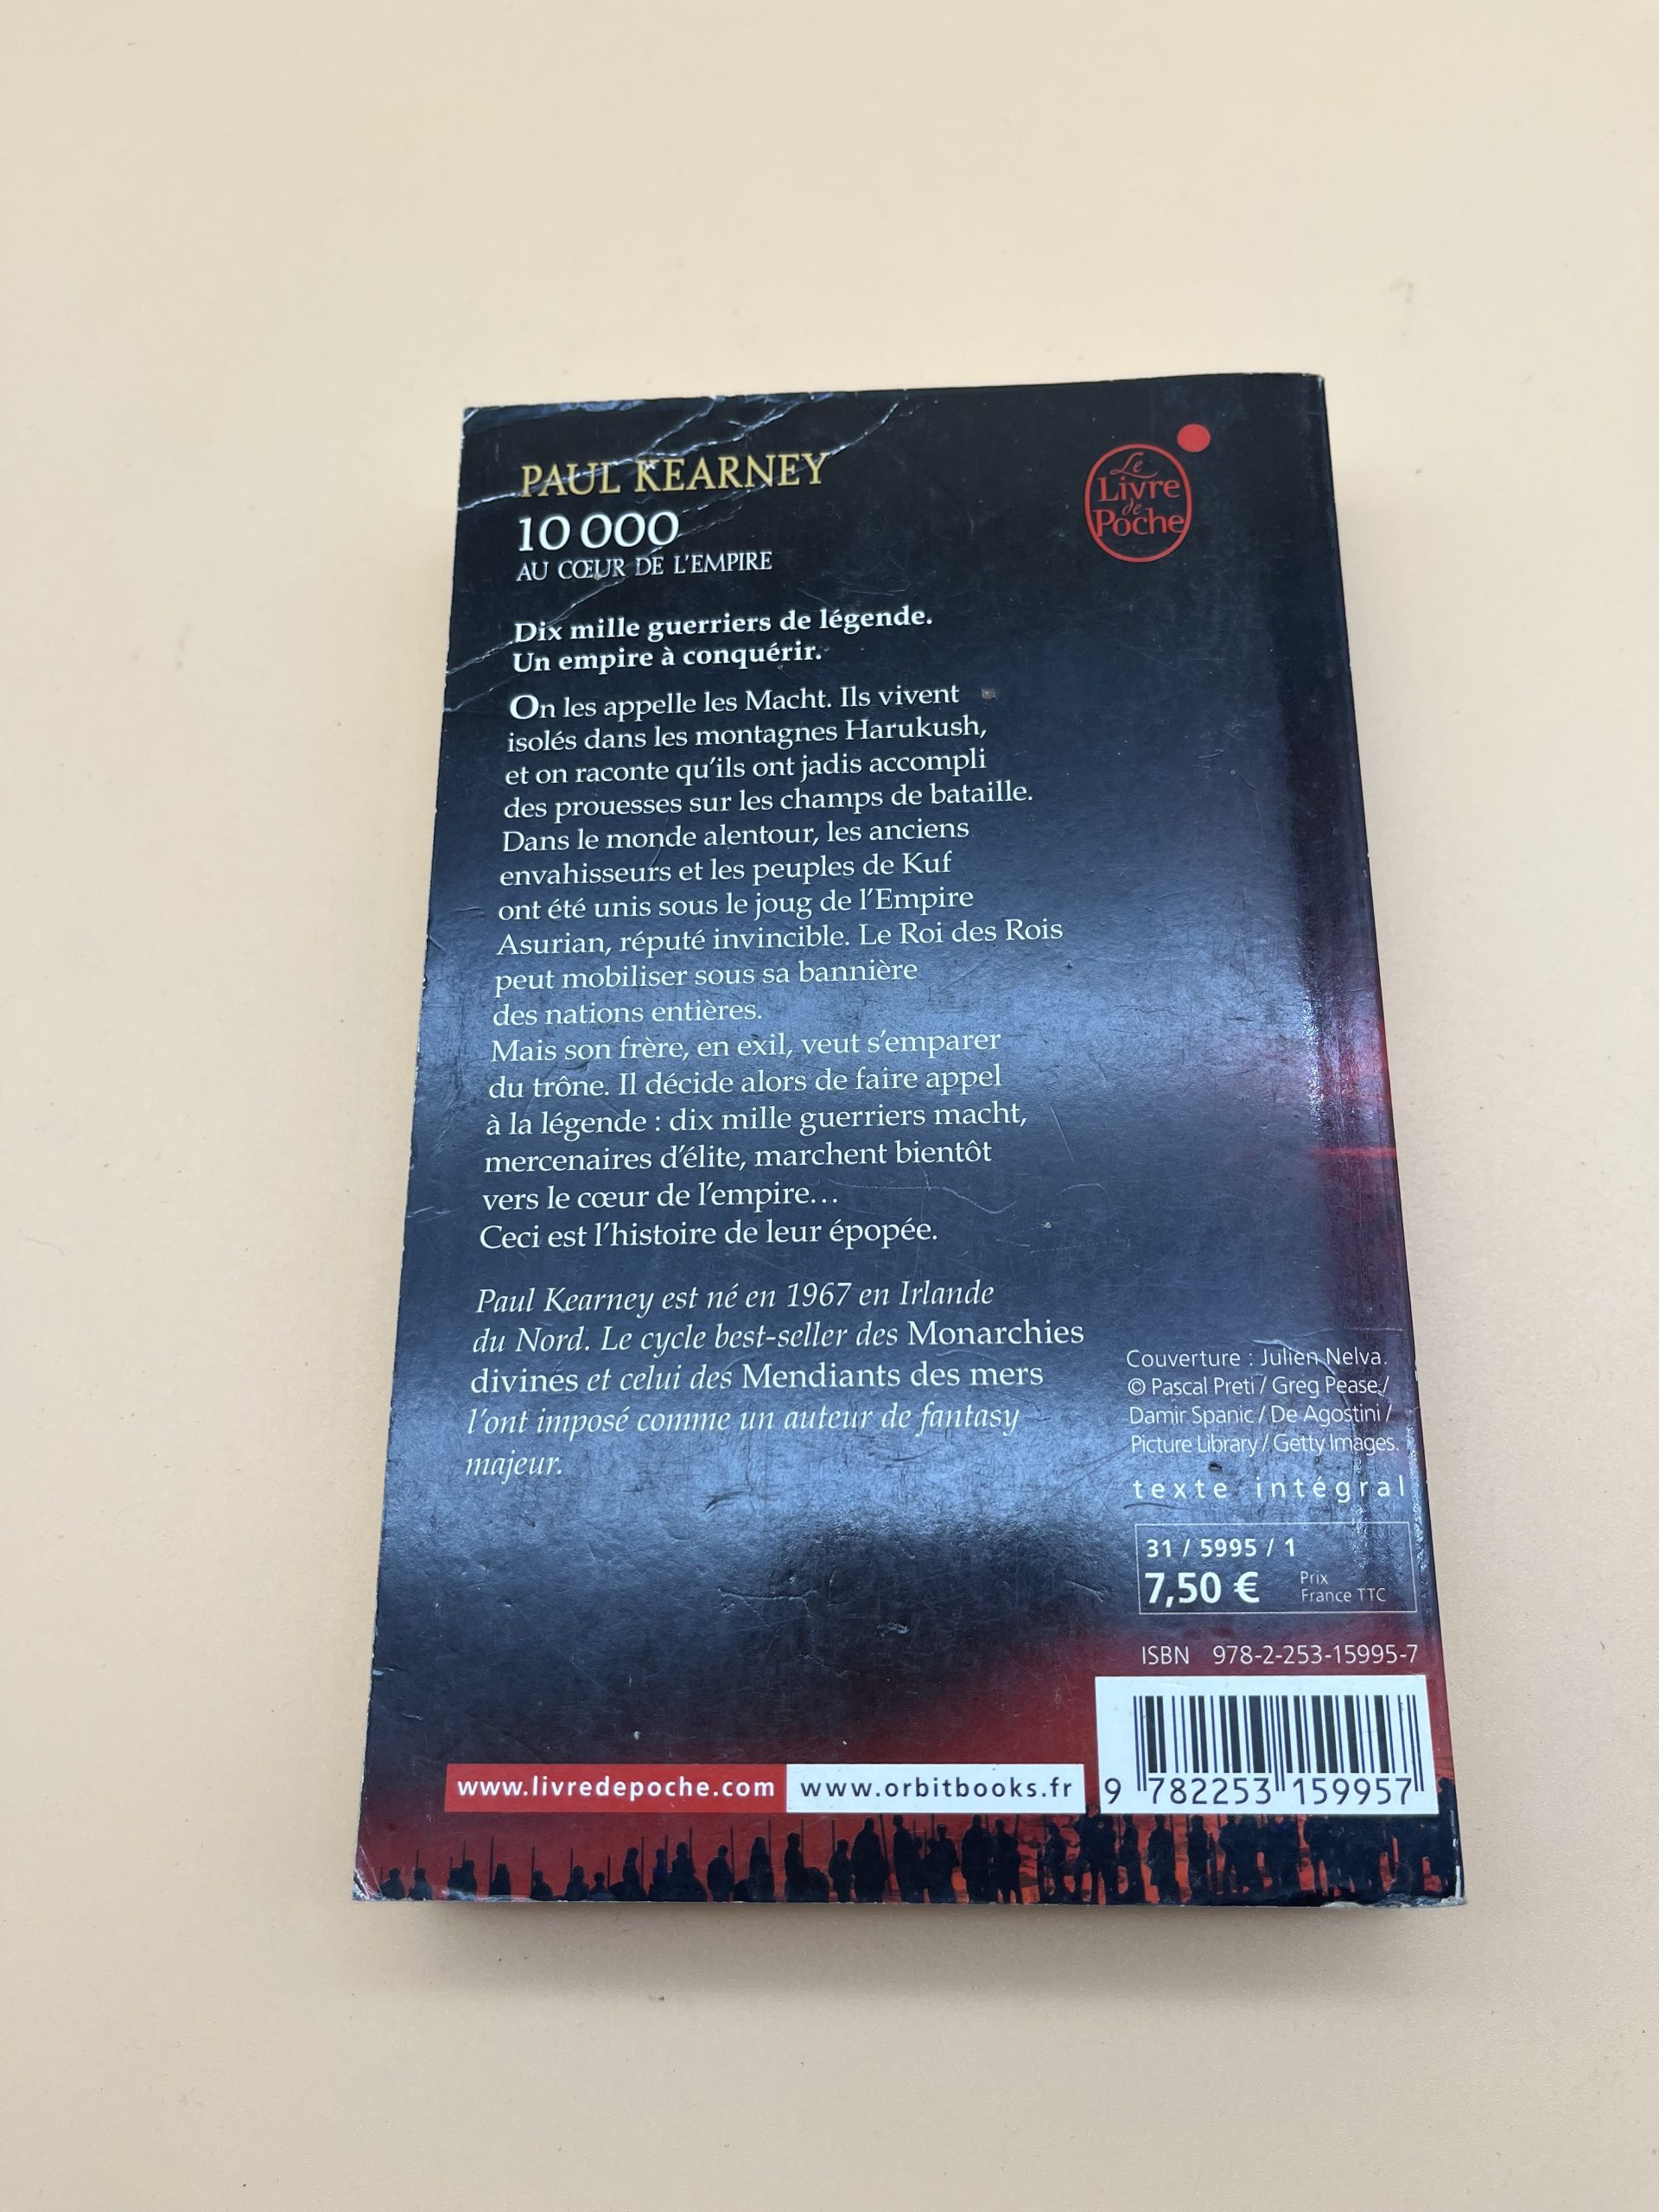 PAUL KEARNEY
10 000
AU CŒUR DE L'EMPIRE
Le
Livre
de
Poche
Dix mille guerriers de légende.
Un empire à conquérir.
On les appelle les Macht. Ils vivent
isolés dans les montagnes Harukush,
et on raconte qu'ils ont jadis accompli
des prouesses sur les champs de bataille.
Dans le monde alentour, les anciens
envahisseurs et les peuples de Kuf
ont été unis sous le joug de l'Empire
Asurian, réputé invincible. Le Roi des Rois
peut mobiliser sous sa bannière
des nations entières.
Mais son frère, en exil, veut s'emparer
du trône. Il décide alors de faire appel
à la légende : dix mille guerriers macht,
mercenaires d'élite, marchent bientôt
vers le cœur de l'empire…
Ceci est l'histoire de leur épopée.
Paul Kearney est né en 1967 en Irlande
du Nord. Le cycle best-seller des Monarchies
divines et celui des Mendiants des mers
l'ont imposé comme un auteur de fantasy
majeur.
Couverture : Julien Nelva.
© Pascal Preti / Greg Pease /
Damir Spanic / De Agostini /
Picture Library / Getty Images.
texte intégral
31 / 5995 / 1
7,50 € Prix
France TTC
ISBN 978-2-253-15995-7
9 782253 159957
www.livredepoche.com www.orbitbooks.fr